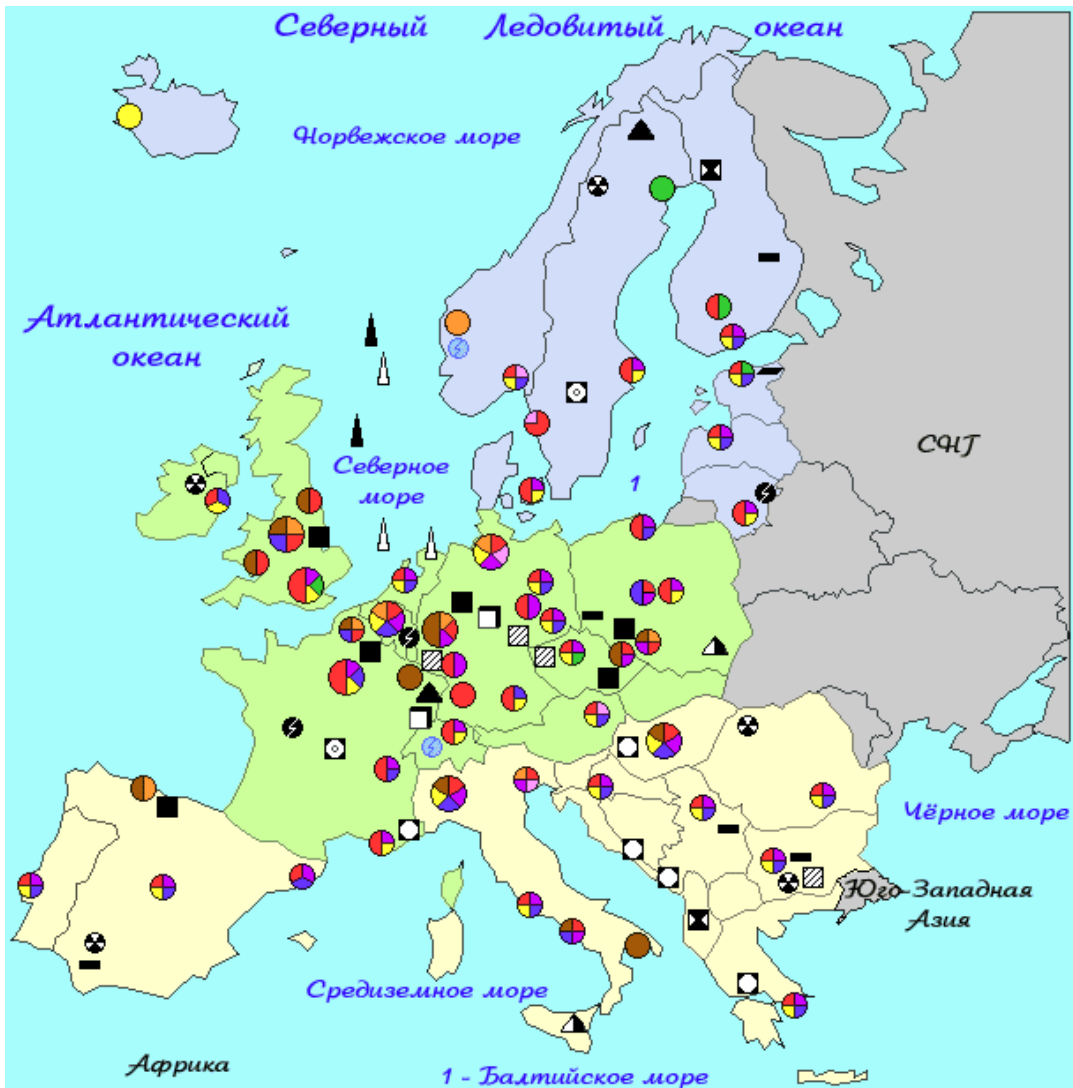 Северный Ледовитый океан
Норвежское море
Атлантический
океан
Северное
море
1
СНГ
Чёрное море
Юго-Западная
Азия
Средиземное море
Африка
1 - Балтийское море